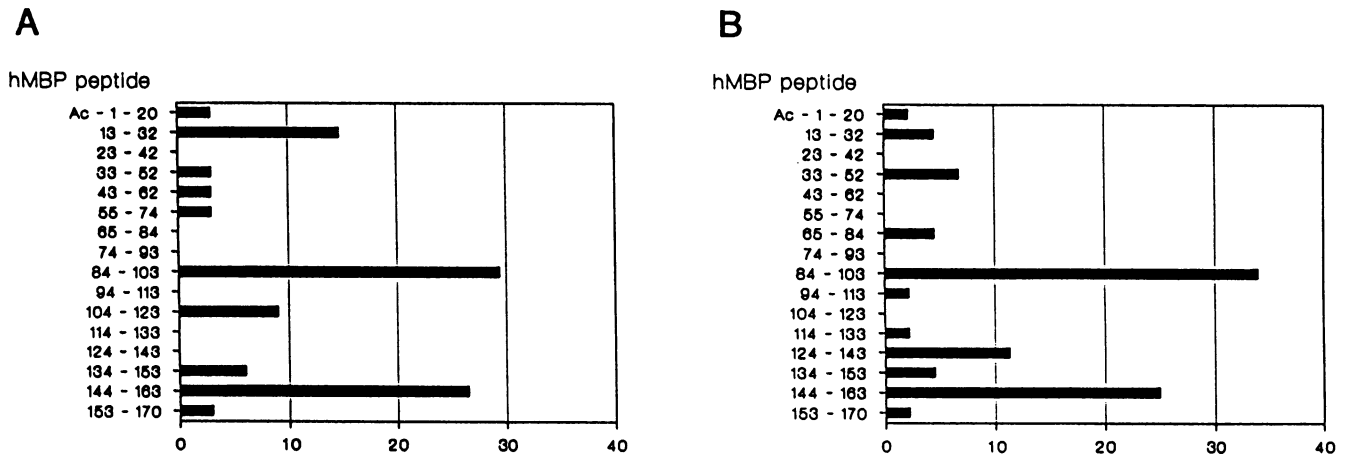 A
hMBP peptide
Ac - 1 - 20
13 - 32
23 - 42
33 - 52
43 - 62
55 - 74
65 - 84
74 - 93
84 - 103
94 - 113
104 - 123
114 - 133
124 - 143
134 - 153
144 - 163
153 - 170
0 10 20 30 40
B
hMBP peptide
Ac - 1 - 20
13 - 32
23 - 42
33 - 52
43 - 62
55 - 74
65 - 84
74 - 93
84 - 103
94 - 113
104 - 123
114 - 133
124 - 143
134 - 153
144 - 163
153 - 170
0 10 20 30 40